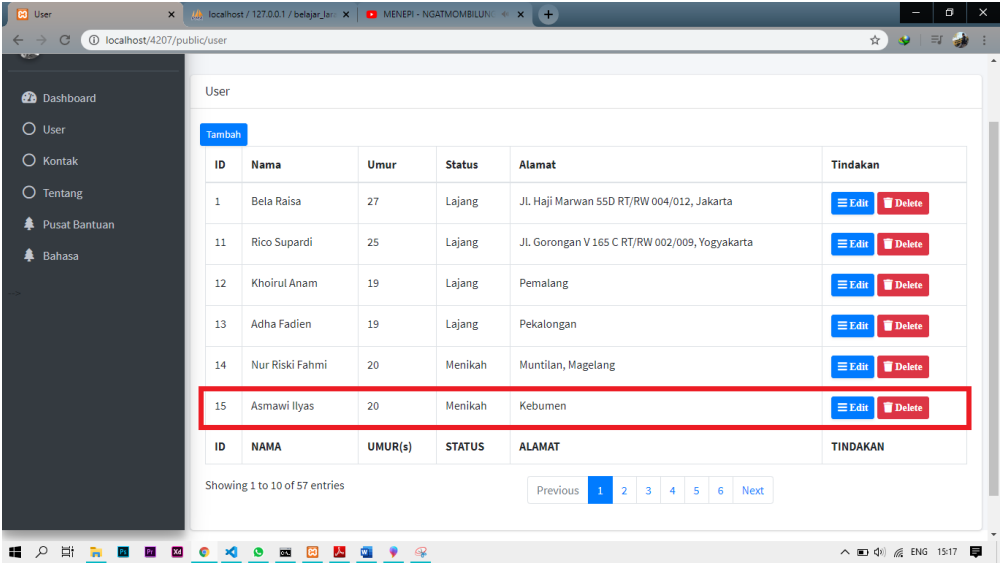 User
localhost / 127.0.0.1 / belajar_lar
MENEPI - NGATMOMBILUNG
localhost/4207/public/user
Dashboard
User
Kontak
Tentang
Pusat Bantuan
Bahasa
User
Tambah
ID Nama Umur Status Alamat Tindakan
1 Bela Raisa 27 Lajang Jl. Haji Marwan 55D RT/RW 004/012, Jakarta Edit Delete
11 Rico Supardi 25 Lajang Jl. Gorongan V 165 C RT/RW 002/009, Yogyakarta Edit Delete
12 Khoirul Anam 19 Lajang Pemalang Edit Delete
13 Adha Fadien 19 Lajang Pekalongan Edit Delete
14 Nur Riski Fahmi 20 Menikah Muntilan, Magelang Edit Delete
15 Asmawi Ilyas 20 Menikah Kebumen Edit Delete
ID NAMA UMUR(s) STATUS ALAMAT TINDAKAN
Showing 1 to 10 of 57 entries
Previous 1 2 3 4 5 6 Next
Ps Pr Xd
ENG 15:17